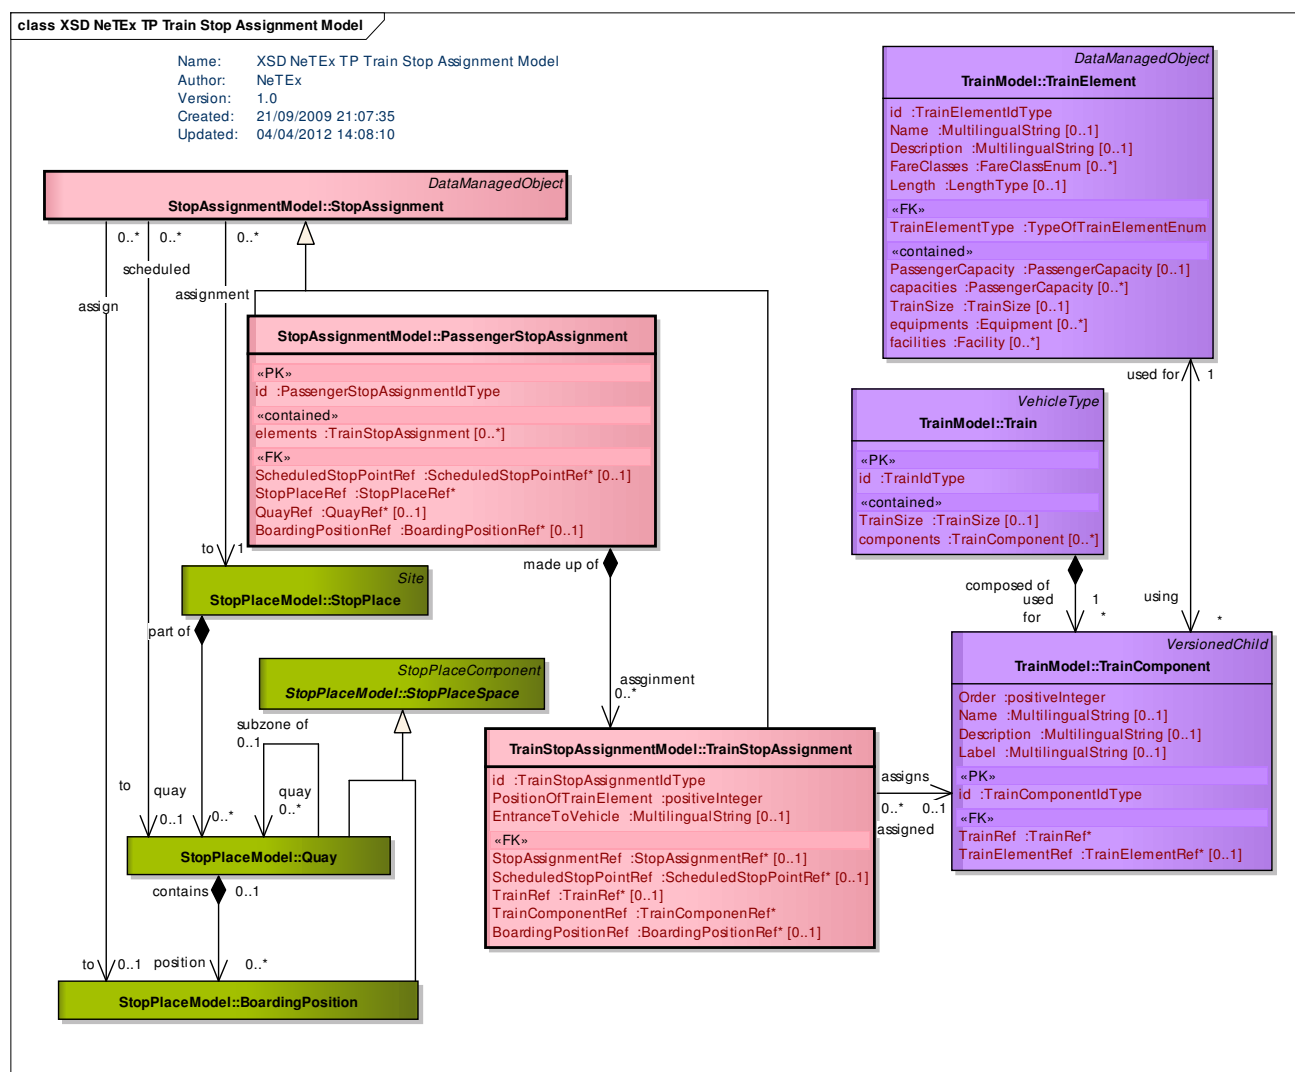 class XSD NeTEx TP Train Stop Assignment Model
Name: XSD NeTEx TP Train Stop Assignment Model
Author: NeTEx
Version: 1.0
Created: 21/09/2009 21:07:35
Updated: 04/04/2012 14:08:10
DataManagedObject
TrainModel::TrainElement
id :TrainElementIdType
Name :MultilingualString [0..1]
Description :MultilingualString [0..1]
FareClasses :FareClassEnum [0..*]
Length :LengthType [0..1]
«FK»
TrainElementType :TypeOfTrainElementEnum
«contained»
PassengerCapacity :PassengerCapacity [0..1]
capacities :PassengerCapacity [0..*]
TrainSize :TrainSize [0..1]
equipments :Equipment [0..*]
facilities :Facility [0..*]
DataManagedObject
StopAssignmentModel::StopAssignment
0..* 0..* 0..*
scheduled
assignment
assign
StopAssignmentModel::PassengerStopAssignment
«PK»
id :PassengerStopAssignmentIdType
«contained»
elements :TrainStopAssignment [0..*]
«FK»
ScheduledStopPointRef :ScheduledStopPointRef* [0..1]
StopPlaceRef :StopPlaceRef*
QuayRef :QuayRef* [0..1]
BoardingPositionRef :BoardingPositionRef* [0..1]
used for 1
VehicleType
TrainModel::Train
«PK»
id :TrainIdType
«contained»
TrainSize :TrainSize [0..1]
components :TrainComponent [0..*]
to 1
made up of
composed of
used
for
1
*
using
*
Site
StopPlaceModel::StopPlace
part of
StopPlaceComponent
StopPlaceModel::StopPlaceSpace
subzone of
0..1
assginment
0..*
VersionedChild
TrainModel::TrainComponent
Order :positiveInteger
Name :MultilingualString [0..1]
Description :MultilingualString [0..1]
Label :MultilingualString [0..1]
«PK»
id :TrainComponentIdType
«FK»
TrainRef :TrainRef*
TrainElementRef :TrainElementRef* [0..1]
TrainStopAssignmentModel::TrainStopAssignment
id :TrainStopAssignmentIdType
PositionOfTrainElement :positiveInteger
EntranceToVehicle :MultilingualString [0..1]
«FK»
StopAssignmentRef :StopAssignmentRef* [0..1]
ScheduledStopPointRef :ScheduledStopPointRef* [0..1]
TrainRef :TrainRef* [0..1]
TrainComponentRef :TrainComponenRef*
BoardingPositionRef :BoardingPositionRef* [0..1]
assigns
0..* 0..1
assigned
to quay quay
0..1 0..* 0..*
StopPlaceModel::Quay
contains 0..1
to 0..1 position 0..*
StopPlaceModel::BoardingPosition